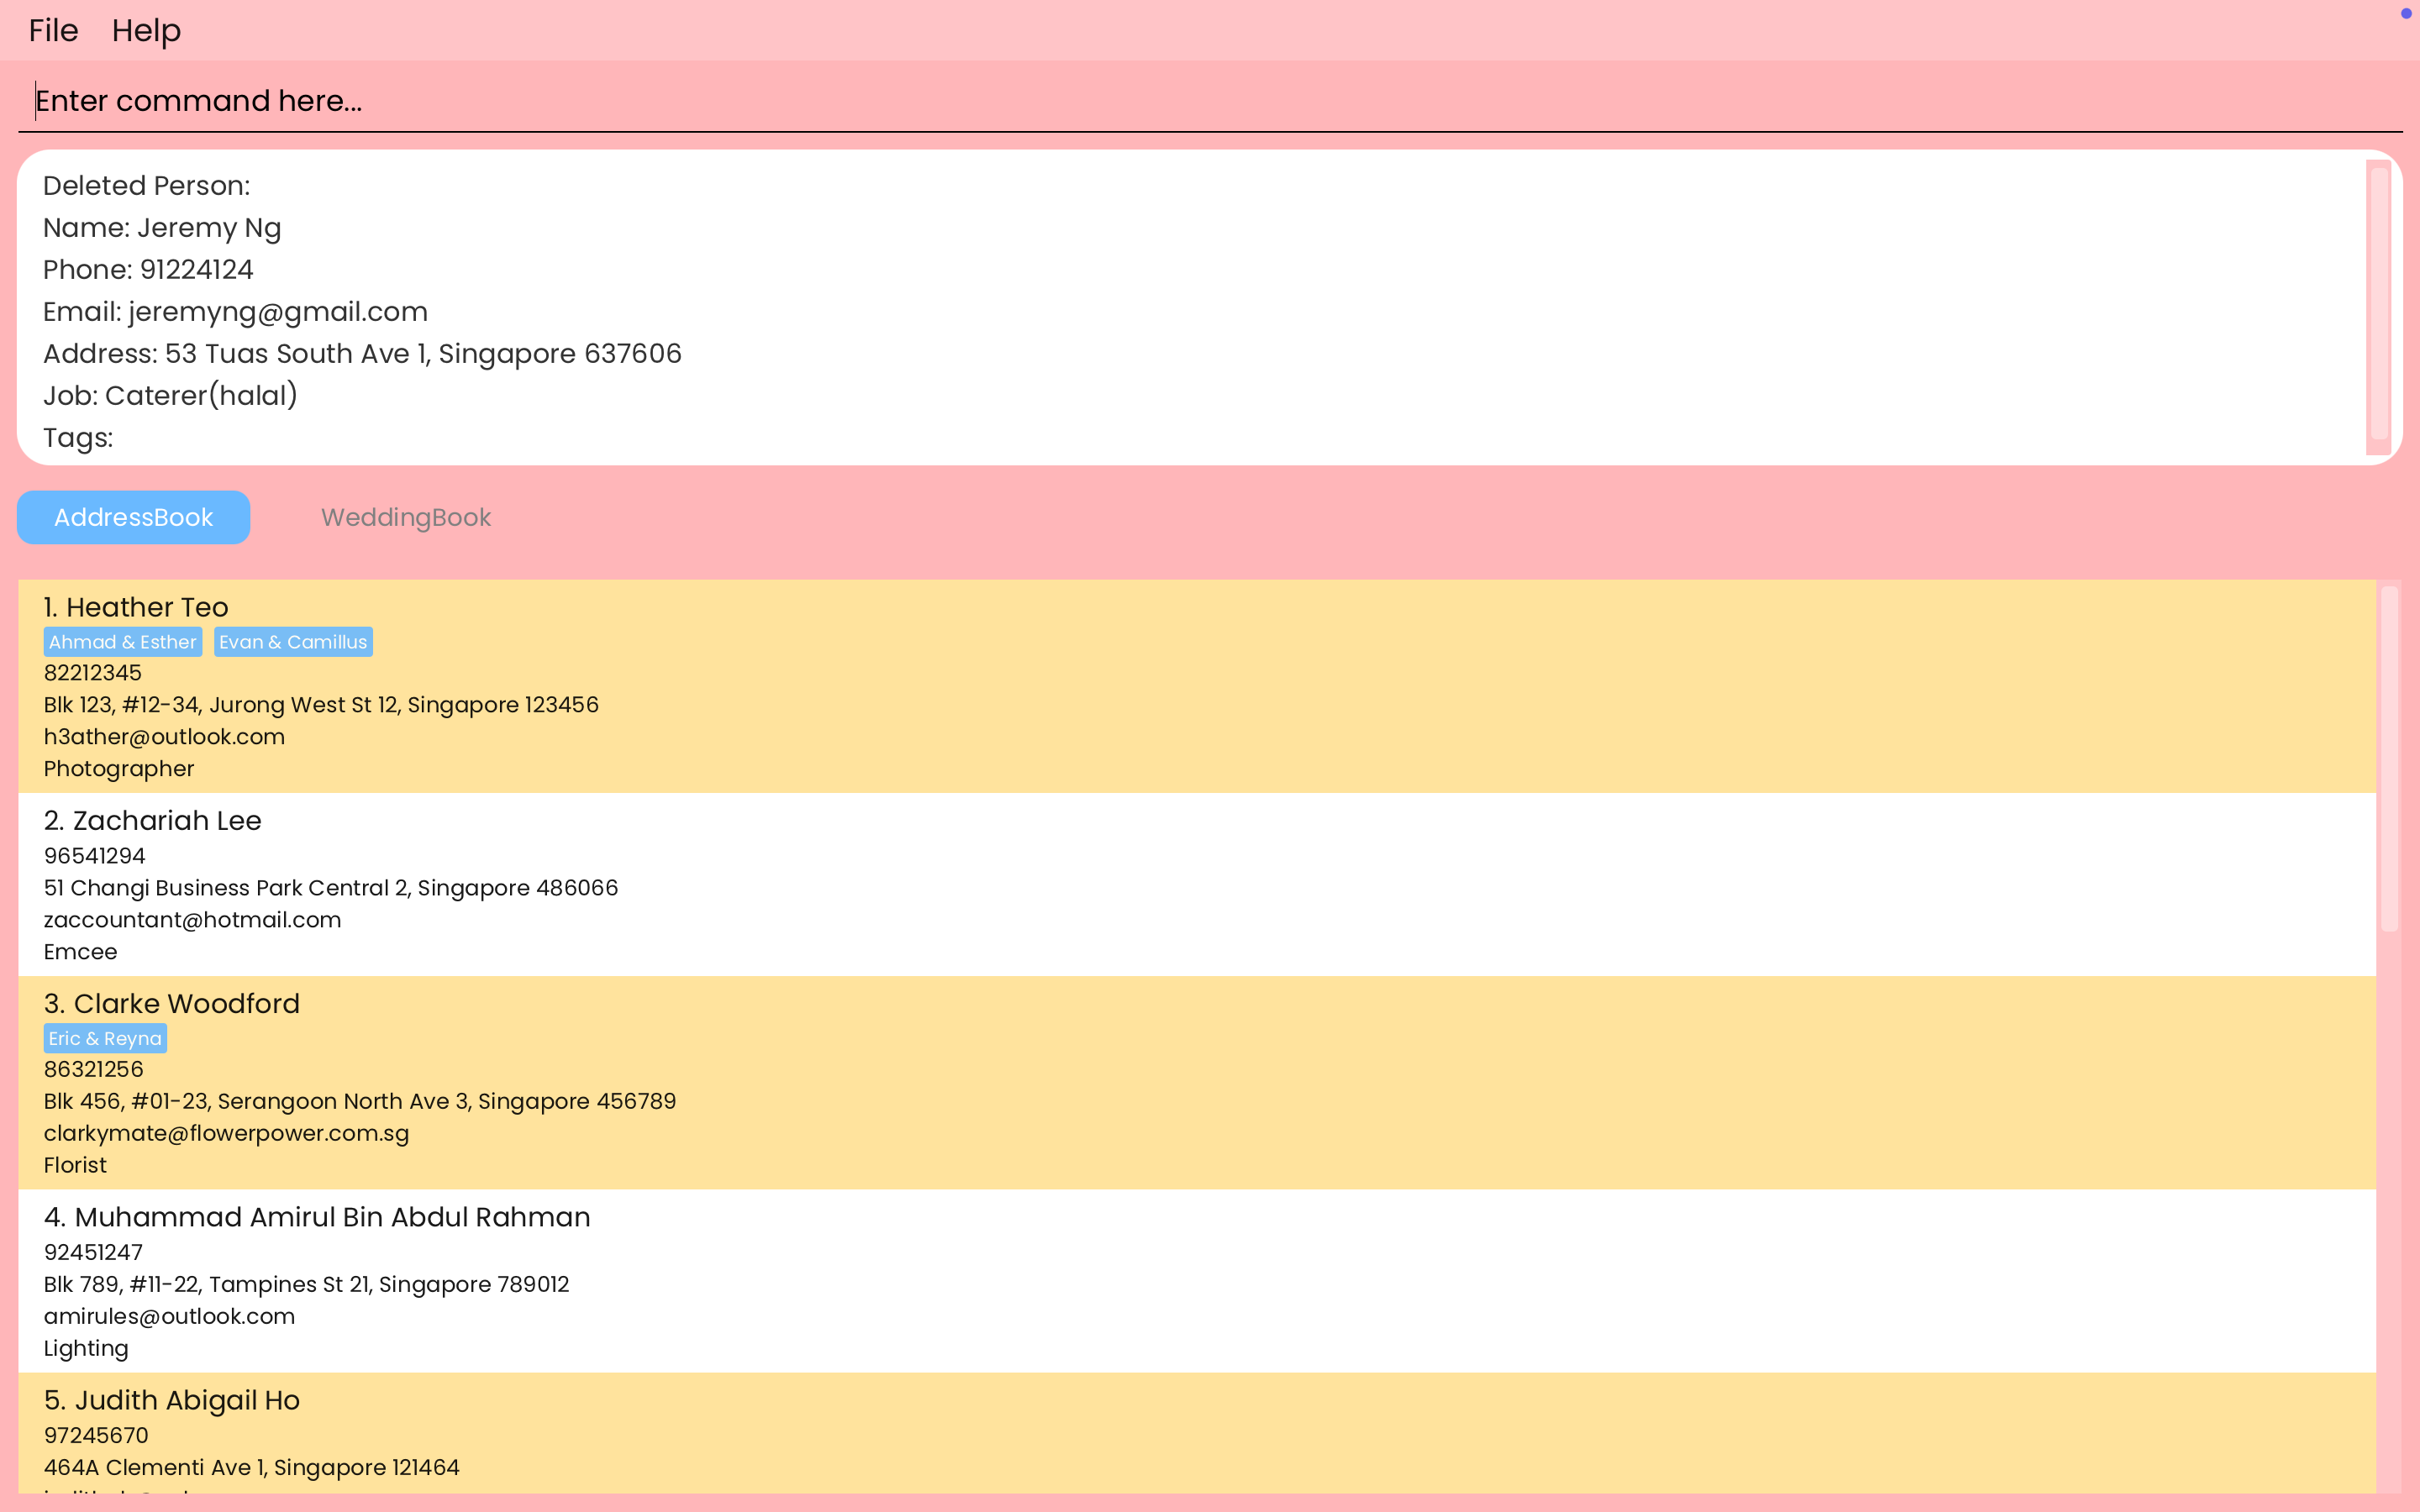 File Help
Enter command here...
Deleted Person:
Name: Jeremy Ng
Phone: 91224124
Email: jeremyng@gmail.com
Address: 53 Tuas South Ave 1, Singapore 637606
Job: Caterer(halal)
Tags:
AddressBook WeddingBook
1. Heather Teo
Ahmad & Esther Evan & Camillus
82212345
Blk 123, #12-34, Jurong West St 12, Singapore 123456
h3ather@outlook.com
Photographer
2. Zachariah Lee
96541294
51 Changi Business Park Central 2, Singapore 486066
zaccountant@hotmail.com
Emcee
3. Clarke Woodford
Eric & Reyna
86321256
Blk 456, #01-23, Serangoon North Ave 3, Singapore 456789
clarkymate@flowerpower.com.sg
Florist
4. Muhammad Amirul Bin Abdul Rahman
92451247
Blk 789, #11-22, Tampines St 21, Singapore 789012
amirules@outlook.com
Lighting
5. Judith Abigail Ho
97245670
464A Clementi Ave 1, Singapore 121464